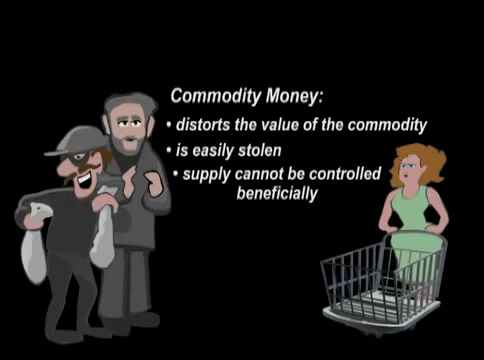 Commodity Money:
• distorts the value of the commodity
• is easily stolen
• supply cannot be controlled
beneficially